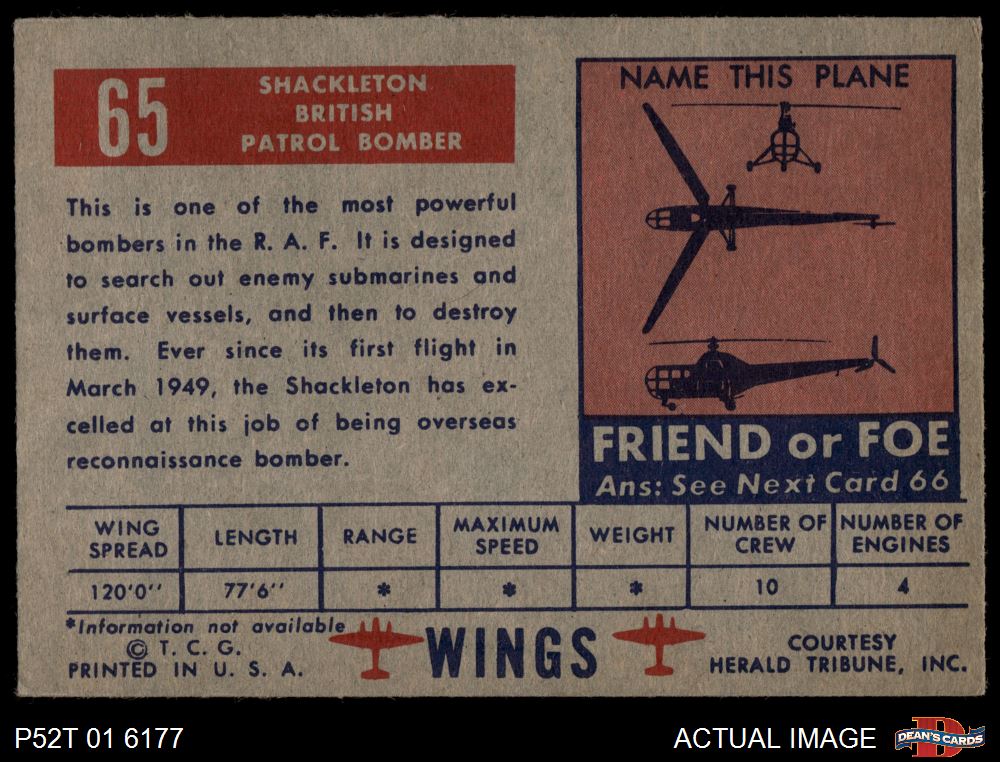 65
SHACKLETON
BRITISH
PATROL BOMBER
This is one of the most powerful
bombers in the R. A. F. It is designed
to search out enemy submarines and
surface vessels, and then to destroy
them. Ever since its first flight in
March 1949, the Shackleton has ex-
celled at this job of being overseas
reconnaissance bomber.
NAME THIS PLANE
FRIEND or FOE
Ans: See Next Card 66
WING SPREAD LENGTH RANGE MAXIMUM SPEED WEIGHT NUMBER OF CREW NUMBER OF ENGINES
120'0'' 77'6'' * * * 10 4
*Information not available
© T. C. G.
PRINTED IN U. S. A.
WINGS
COURTESY
HERALD TRIBUNE, INC.
P52T 01 6177
ACTUAL IMAGE
DEAN'S CARDS